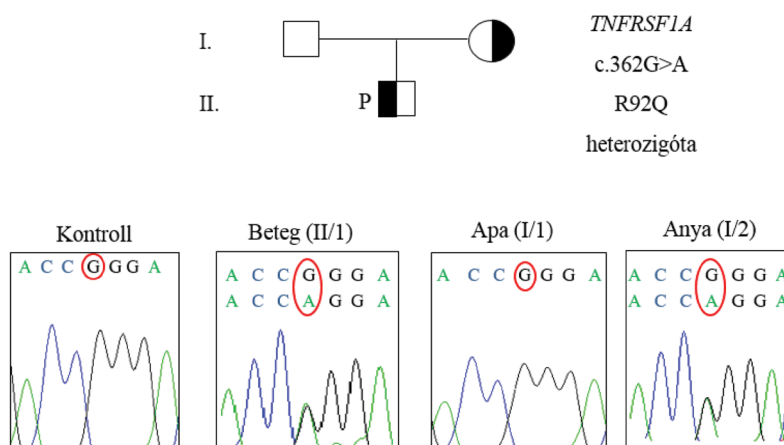 I.
TNFRSF1A
c.362G>A
II.
P
R92Q
heterozigóta
Kontroll
A C C G G G A
Beteg (II/1)
A C C G G G A
A C C A G G A
Apa (I/1)
A C C G G G A
Anya (I/2)
A C C G G G A
A C C A G G A